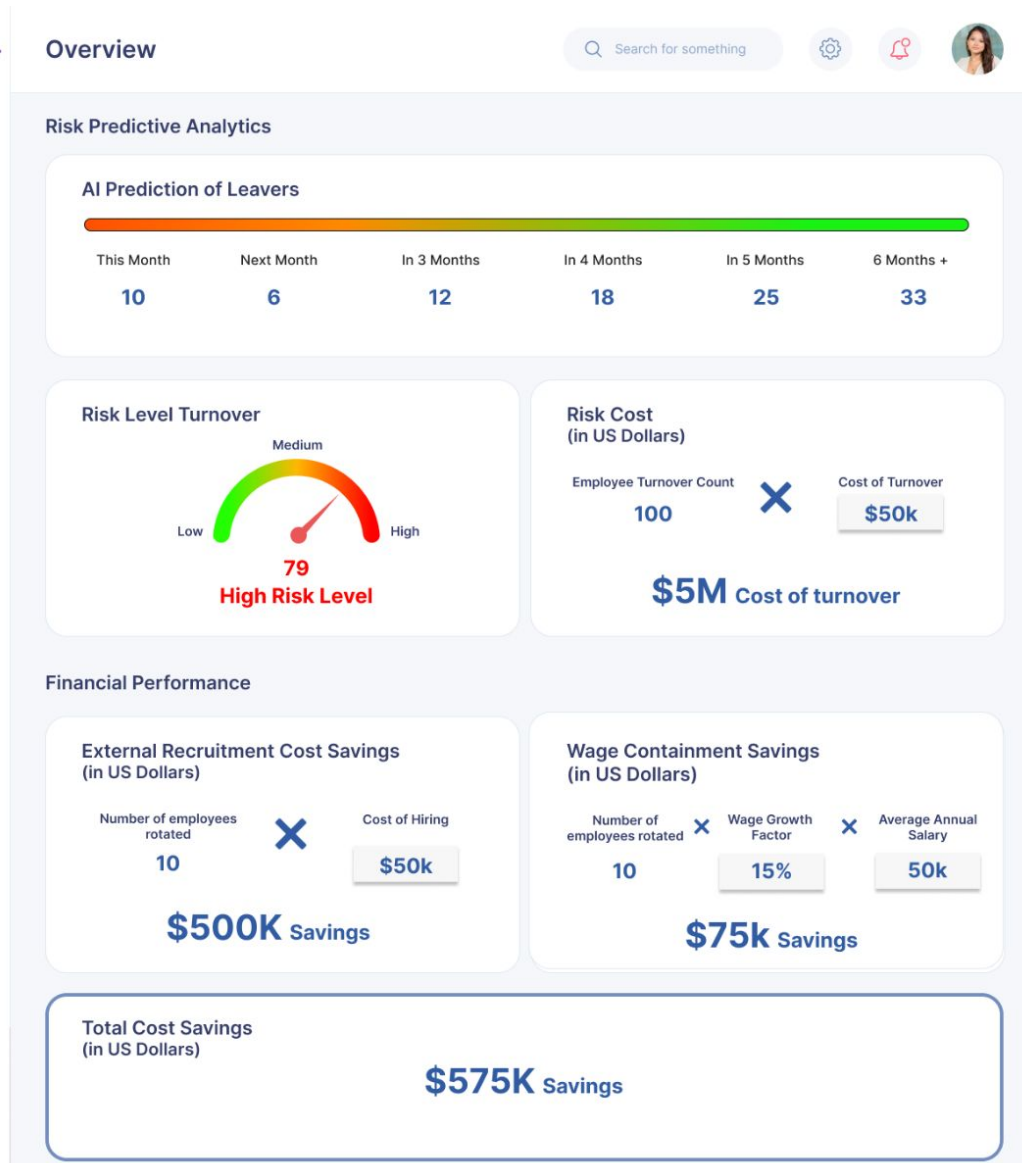 Overview
Search for something
Risk Predictive Analytics
AI Prediction of Leavers
This Month Next Month In 3 Months In 4 Months In 5 Months 6 Months +
10 6 12 18 25 33
Risk Level Turnover
Medium
Low High
79
High Risk Level
Risk Cost
(in US Dollars)
Employee Turnover Count Cost of Turnover
100 $50k
$5M Cost of turnover
Financial Performance
External Recruitment Cost Savings
(in US Dollars)
Number of employees
rotated
Cost of Hiring
10 $50k
$500K Savings
Wage Containment Savings
(in US Dollars)
Number of
employees rotated
Wage Growth
Factor
Average Annual
Salary
10 15% 50k
$75k Savings
Total Cost Savings
(in US Dollars)
$575K Savings